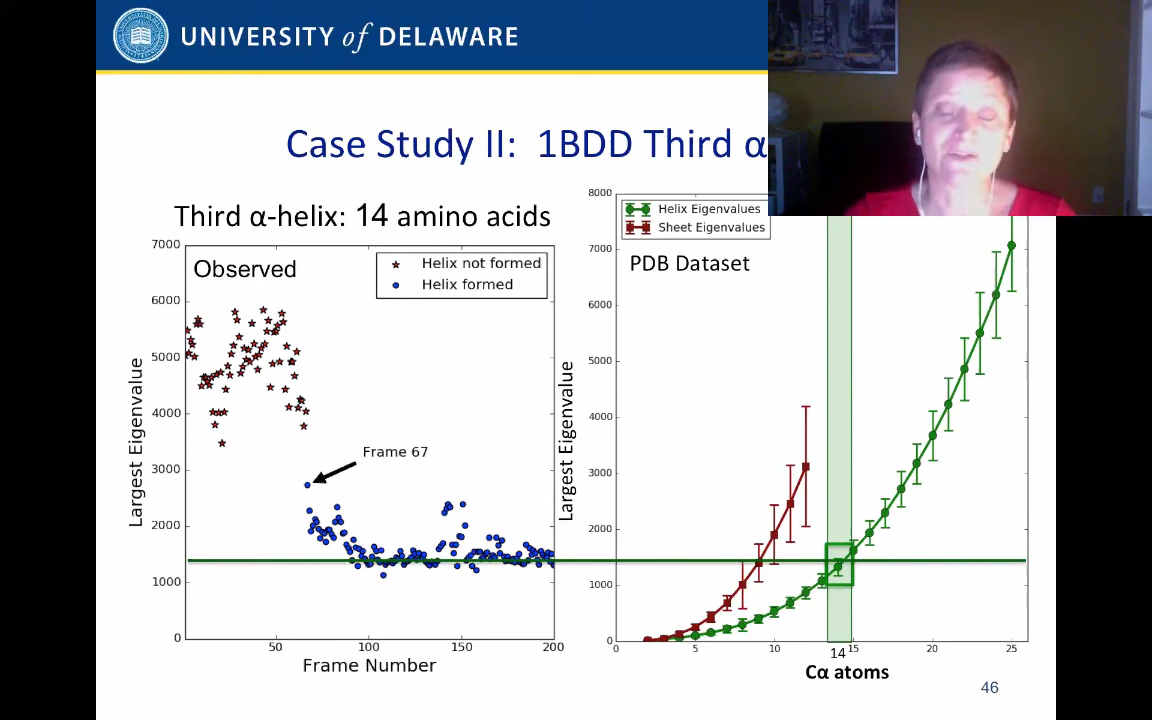 UNIVERSITY of DELAWARE
Case Study II: 1BDD Third α
Third α-helix: 14 amino acids
Observed
Helix not formed
Helix formed
7000
6000
5000
4000
3000
2000
1000
0
Largest Eigenvalue
Frame 67
50
100
150
200
Frame Number
8000
7000
6000
5000
4000
3000
2000
1000
0
Largest Eigenvalue
Helix Eigenvalues
Sheet Eigenvalues
PDB Dataset
0
5
10
14
15
20
25
Cα atoms
46